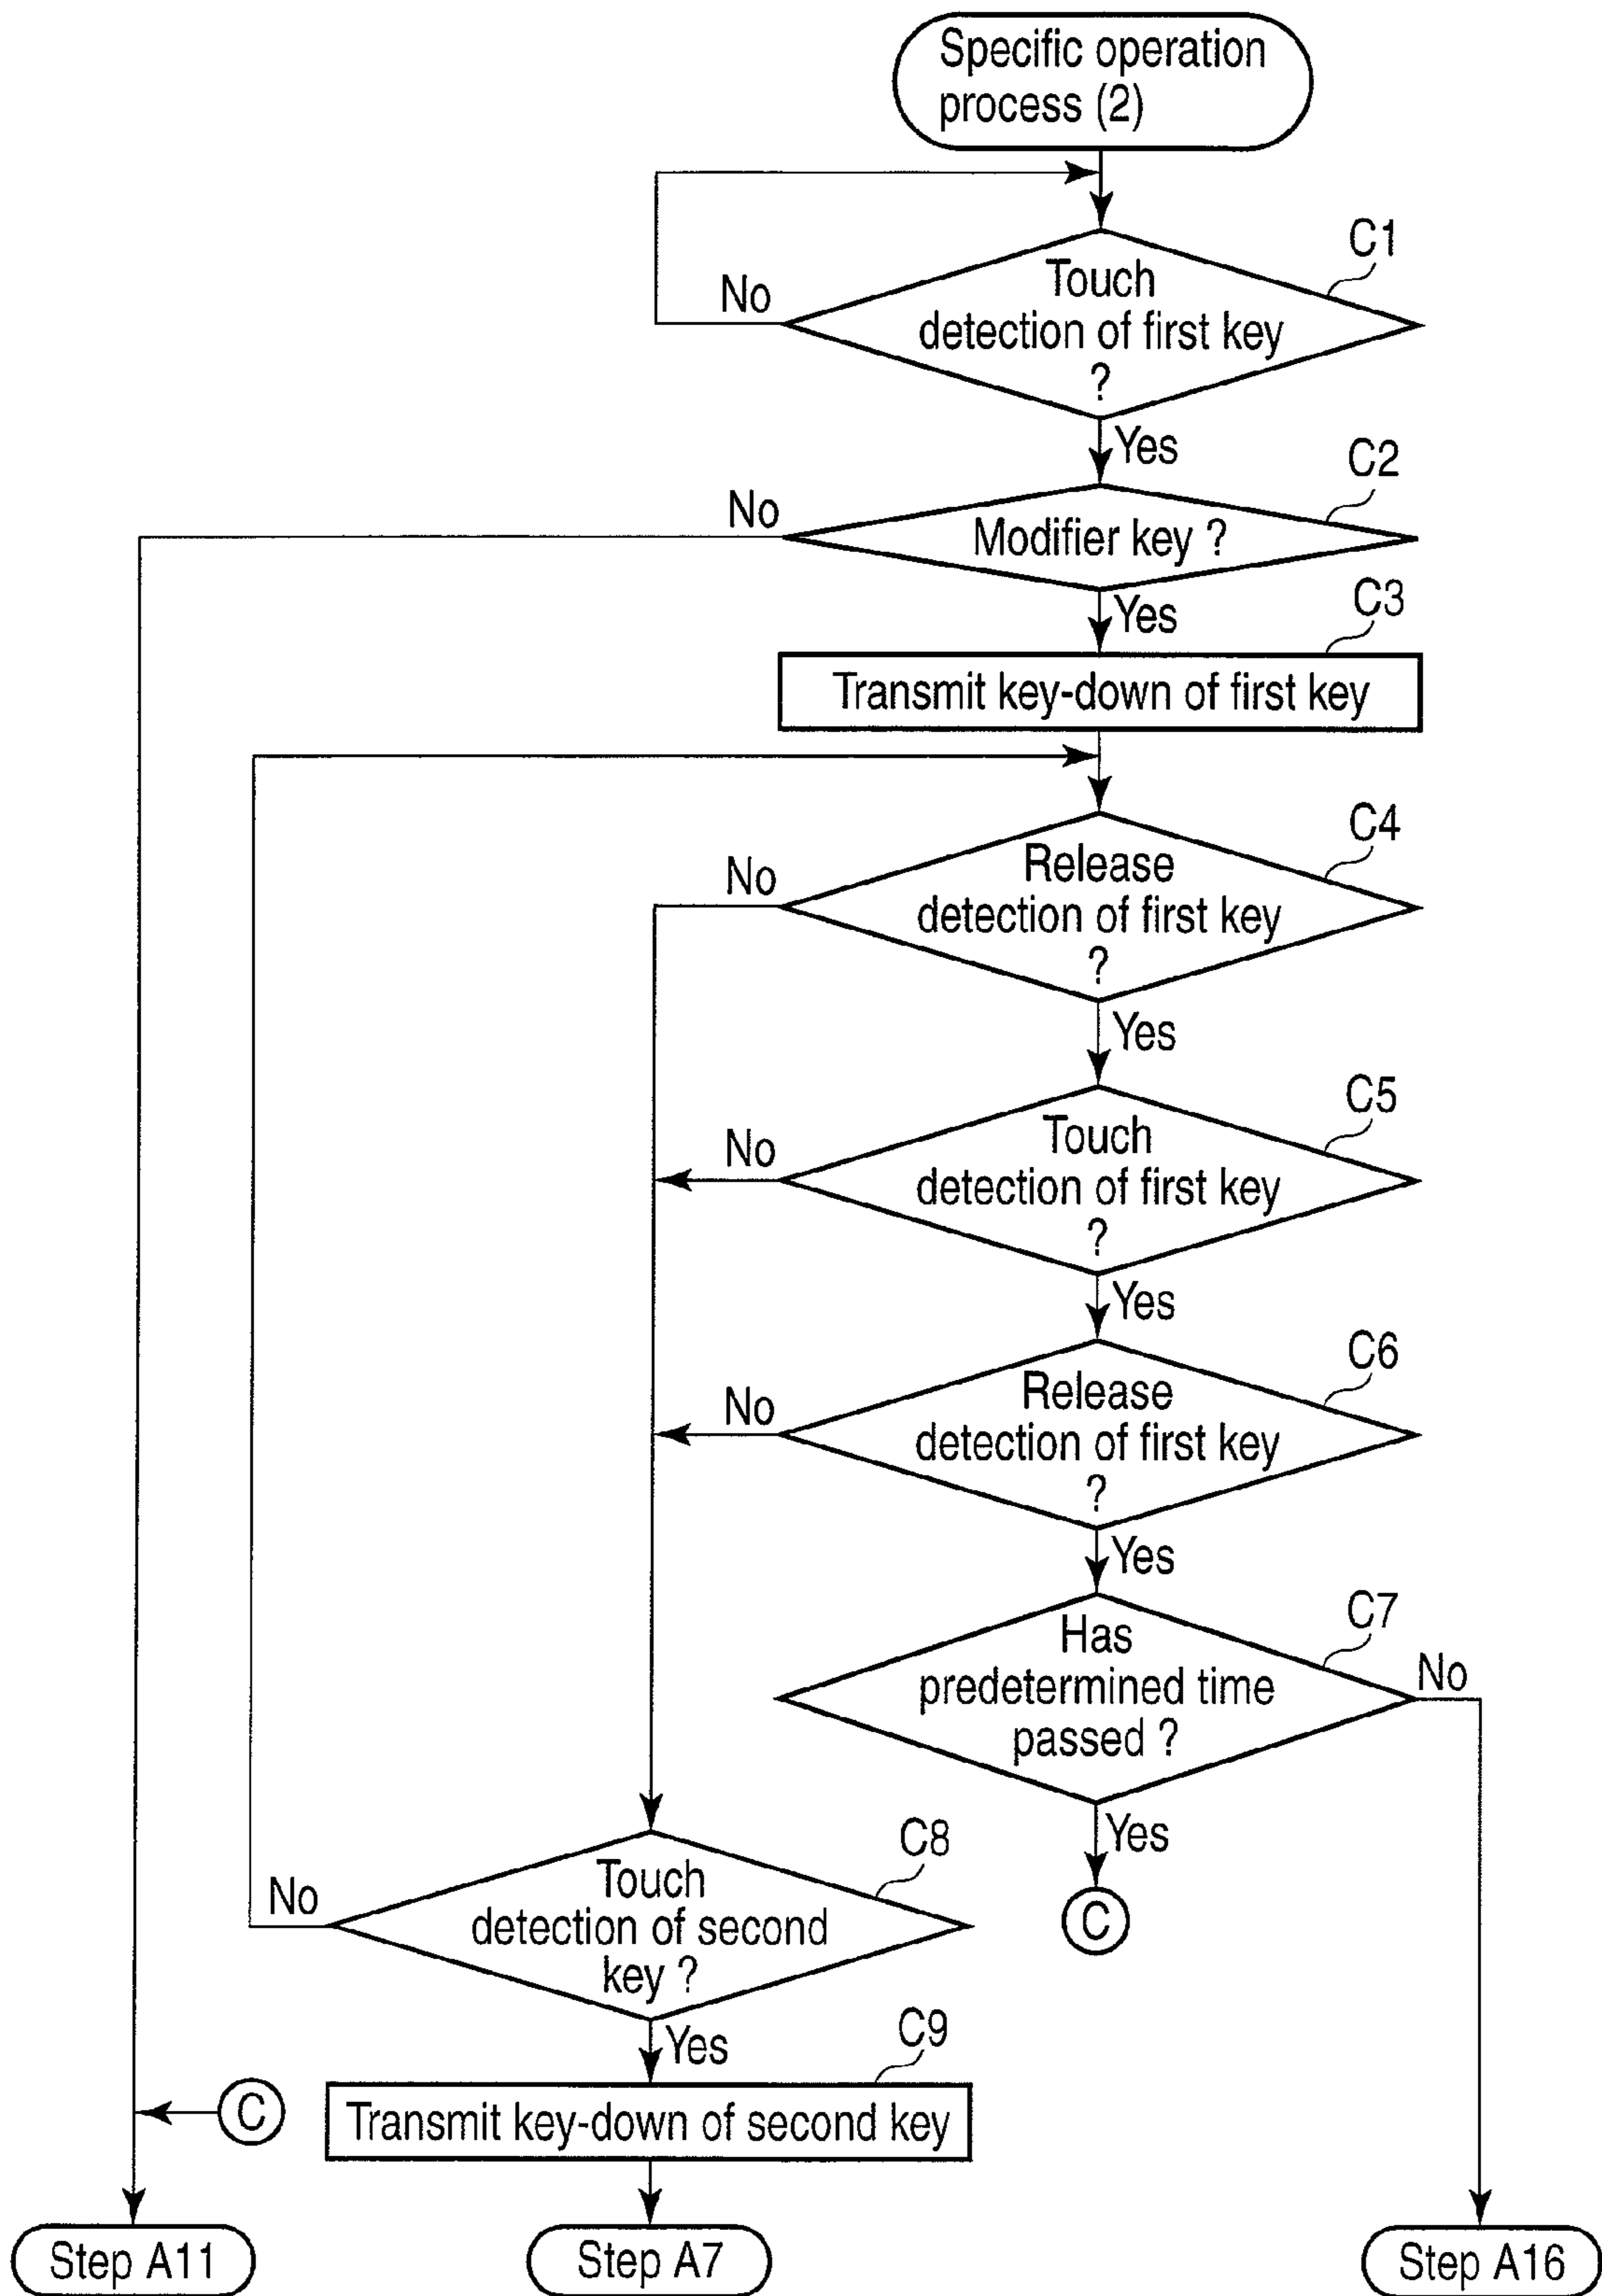 Specific operation
process (2)
C1
No
Touch
detection of first key
?
Yes
C2
No
Modifier key ?
Yes
C3
Transmit key-down of first key
C4
No
Release
detection of first key
?
Yes
C5
No
Touch
detection of first key
?
Yes
C6
No
Release
detection of first key
?
Yes
C7
Has
predetermined time
passed ?
No
Yes
C
C8
No
Touch
detection of second
key ?
Yes
C9
C
Transmit key-down of second key
Step A11
Step A7
Step A16